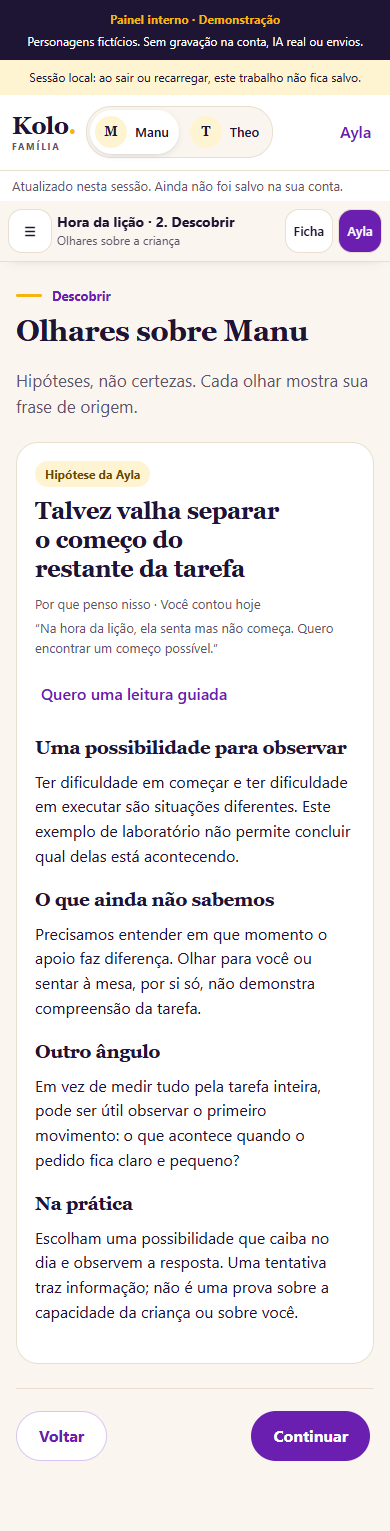 Painel interno · Demonstração
Personagens fictícios. Sem gravação na conta, IA real ou envios.
Sessão local: ao sair ou recarregar, este trabalho não fica salvo.
Kolo.
FAMÍLIA
M Manu
T Theo
Ayla
Atualizado nesta sessão. Ainda não foi salvo na sua conta.
☰
Hora da lição · 2. Descobrir
Olhares sobre a criança
Ficha
Ayla
Descobrir
Olhares sobre Manu
Hipóteses, não certezas. Cada olhar mostra sua
frase de origem.
Hipótese da Ayla
Talvez valha separar
o começo do
restante da tarefa
Por que penso nisso · Você contou hoje
“Na hora da lição, ela senta mas não começa. Quero
encontrar um começo possível.”
Quero uma leitura guiada
Uma possibilidade para observar
Ter dificuldade em começar e ter dificuldade
em executar são situações diferentes. Este
exemplo de laboratório não permite concluir
qual delas está acontecendo.
O que ainda não sabemos
Precisamos entender em que momento o
apoio faz diferença. Olhar para você ou
sentar à mesa, por si só, não demonstra
compreensão da tarefa.
Outro ângulo
Em vez de medir tudo pela tarefa inteira,
pode ser útil observar o primeiro
movimento: o que acontece quando o
pedido fica claro e pequeno?
Na prática
Escolham uma possibilidade que caiba no
dia e observem a resposta. Uma tentativa
traz informação; não é uma prova sobre a
capacidade da criança ou sobre você.
Voltar
Continuar